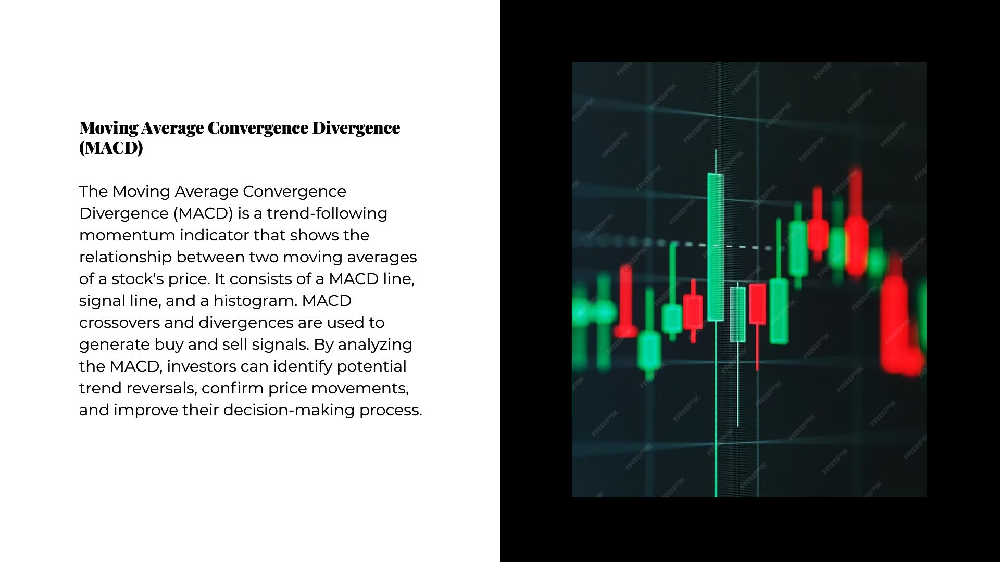 Moving Average Convergence Divergence
(MACD)
The Moving Average Convergence
Divergence (MACD) is a trend-following
momentum indicator that shows the
relationship between two moving averages
of a stock's price. It consists of a MACD line,
signal line, and a histogram. MACD
crossovers and divergences are used to
generate buy and sell signals. By analyzing
the MACD, investors can identify potential
trend reversals, confirm price movements,
and improve their decision-making process.
FREEPIK